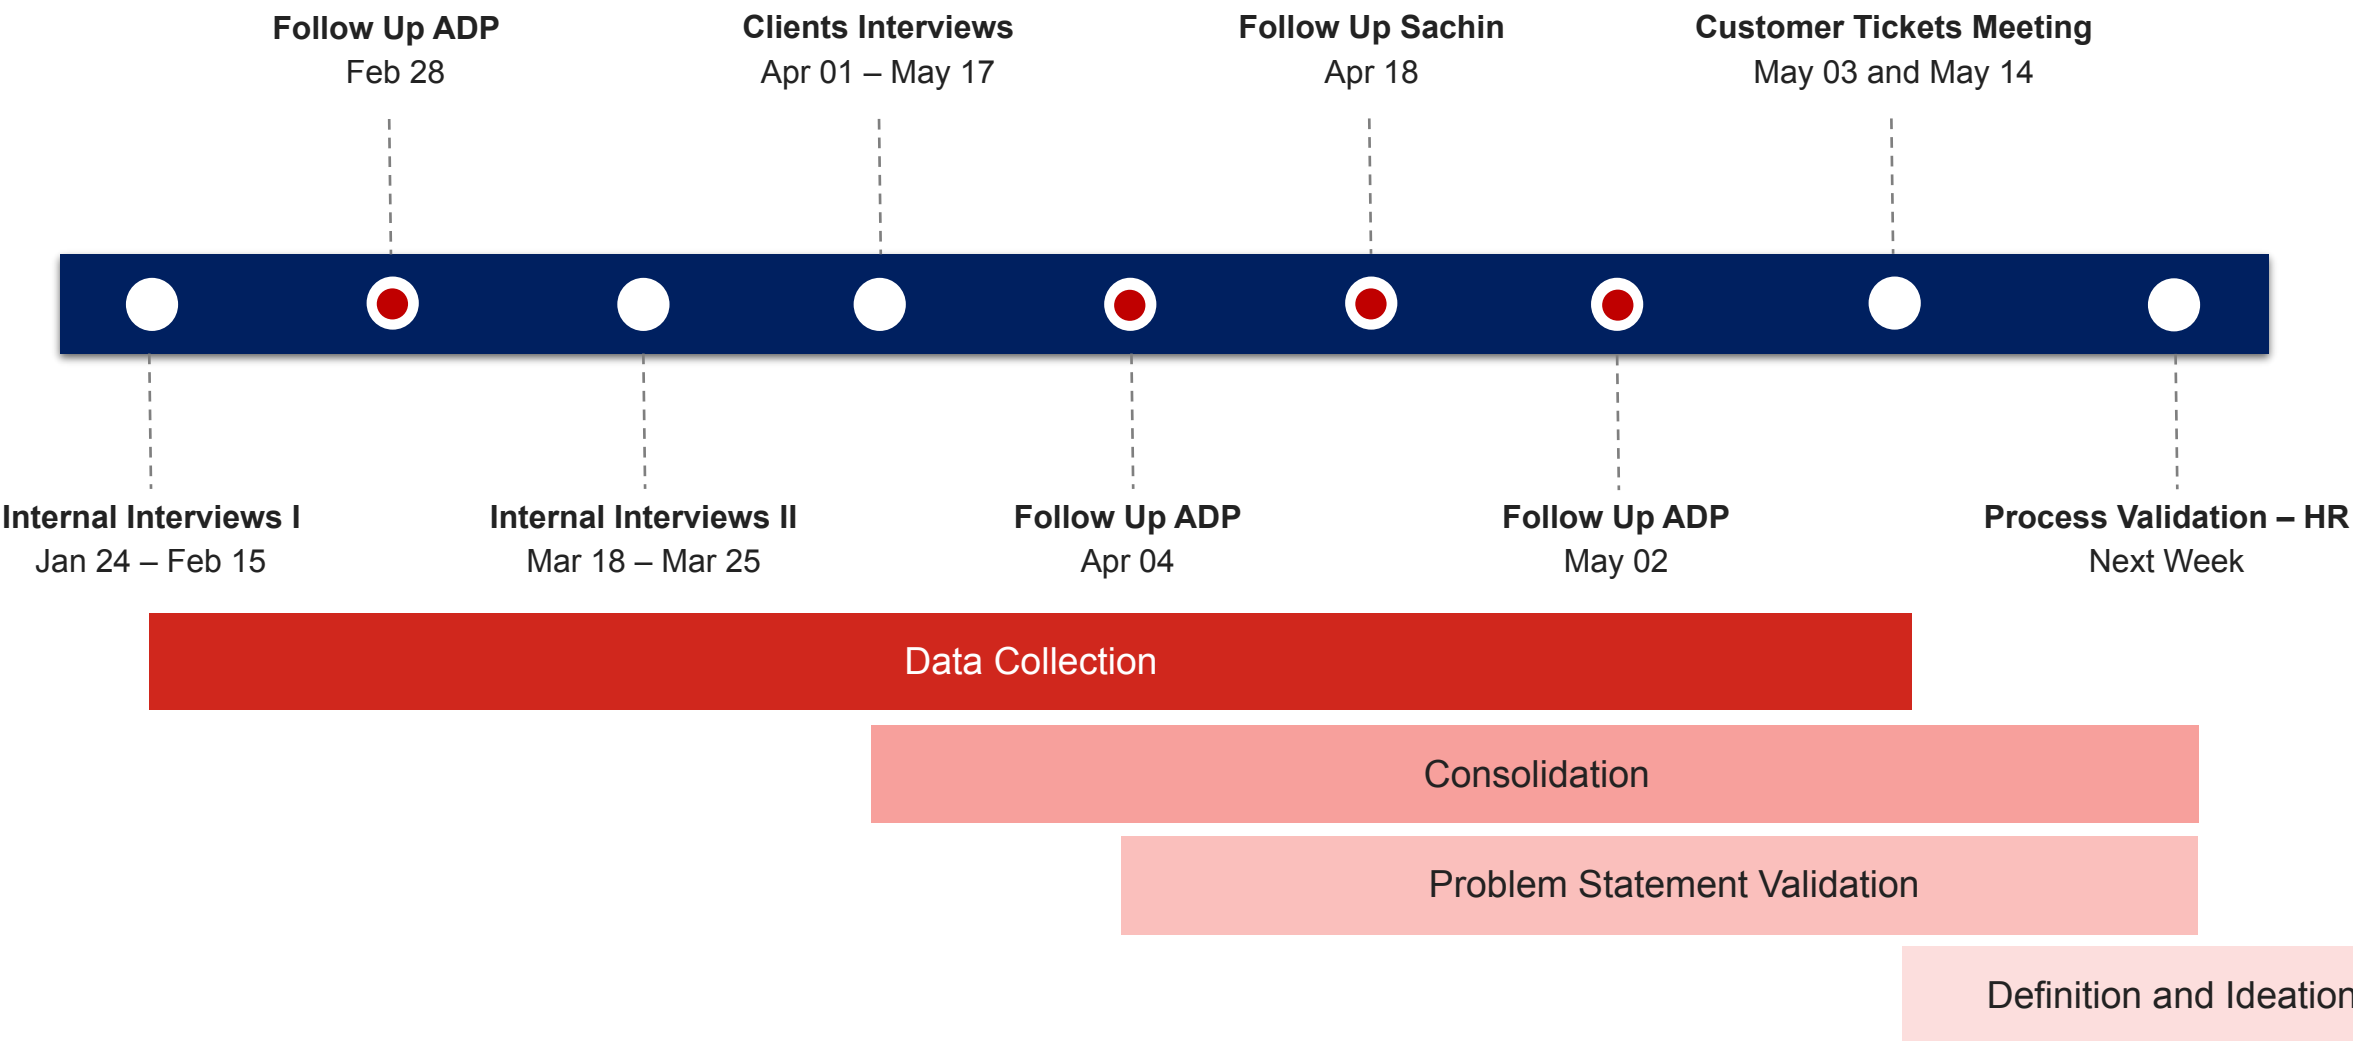 Follow Up ADP
Feb 28
Clients Interviews
Apr 01 – May 17
Follow Up Sachin
Apr 18
Customer Tickets Meeting
May 03 and May 14
Internal Interviews I
Jan 24 – Feb 15
Internal Interviews II
Mar 18 – Mar 25
Follow Up ADP
Apr 04
Follow Up ADP
May 02
Process Validation – HR
Next Week
Data Collection
Consolidation
Problem Statement Validation
Definition and Ideation